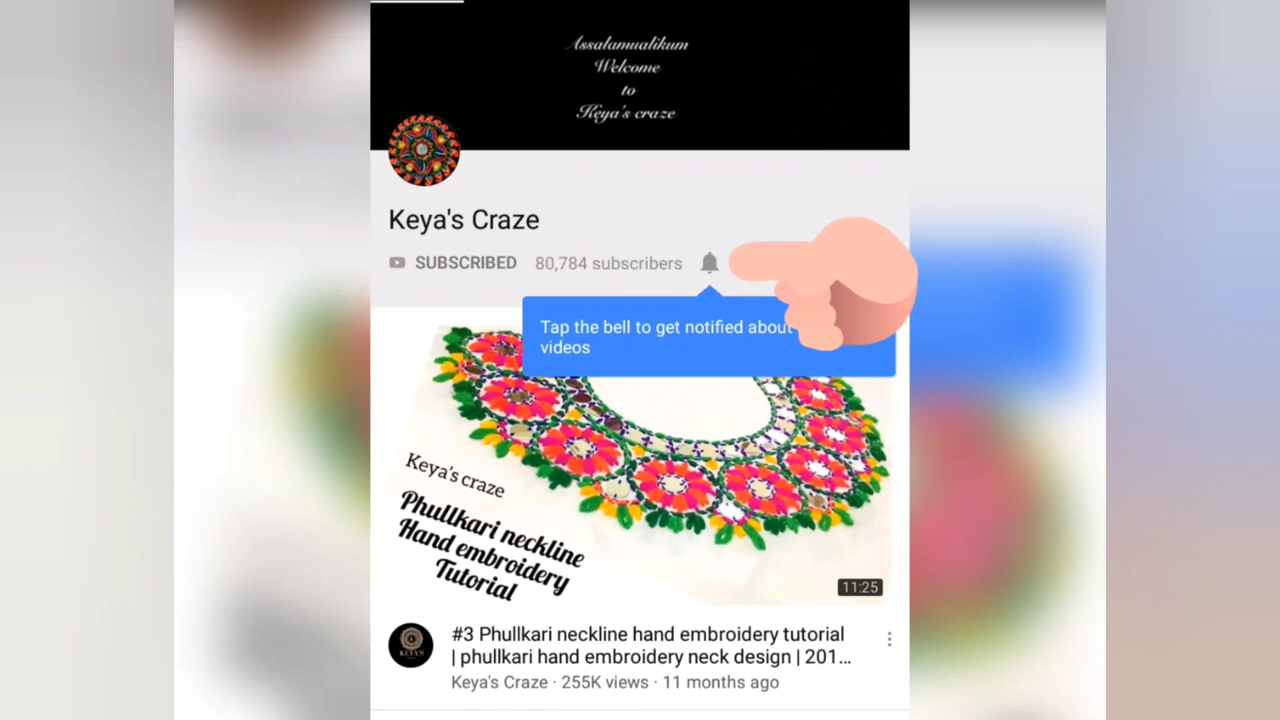 Assalamualikum
Welcome
to
Keya's craze
Keya's Craze
SUBSCRIBED 80,784 subscribers
Tap the bell to get notified about
videos
Keya's craze
Phullkari neckline
Hand embroidery
Tutorial
11:25
KEYA'S
#3 Phullkari neckline hand embroidery tutorial
| phullkari hand embroidery neck design | 201...
Keya's Craze · 255K views · 11 months ago